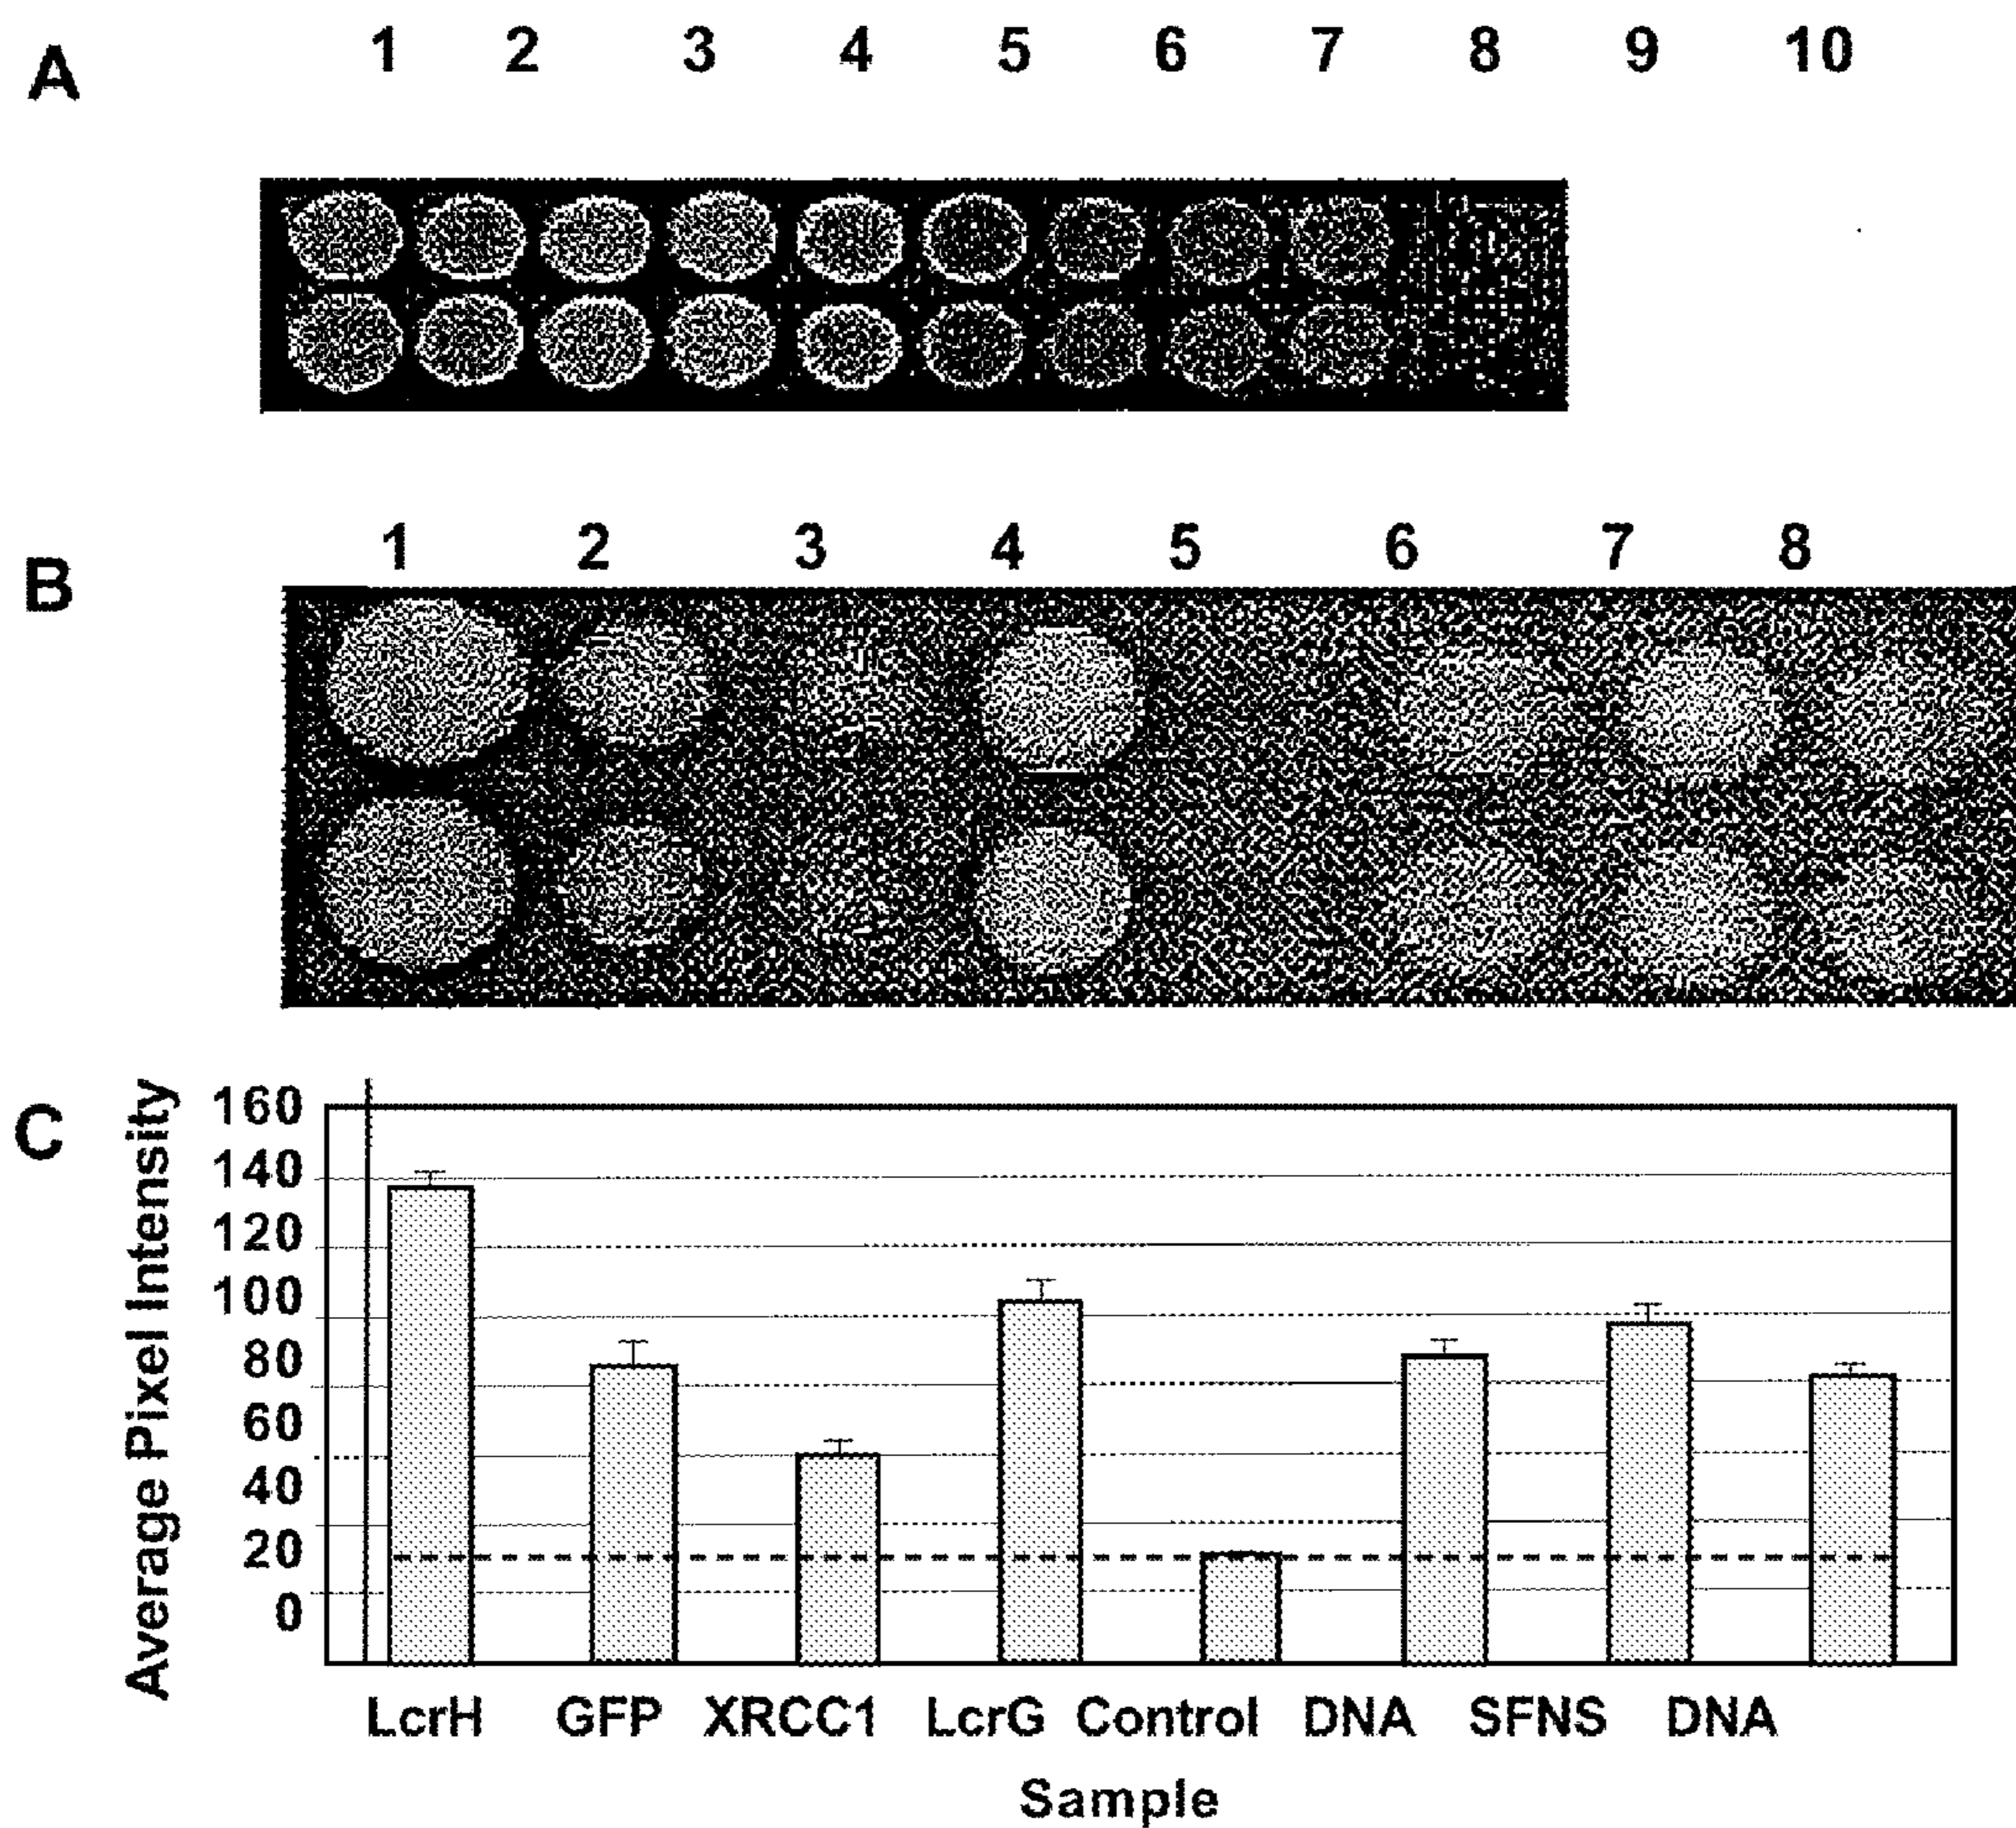 A
1 2 3 4 5 6 7 8 9 10
B
1 2 3 4 5 6 7 8
C
Average Pixel Intensity
160
140
120
100
80
60
40
20
0
LcrH GFP XRCC1 LcrG Control DNA SFNS DNA
Sample